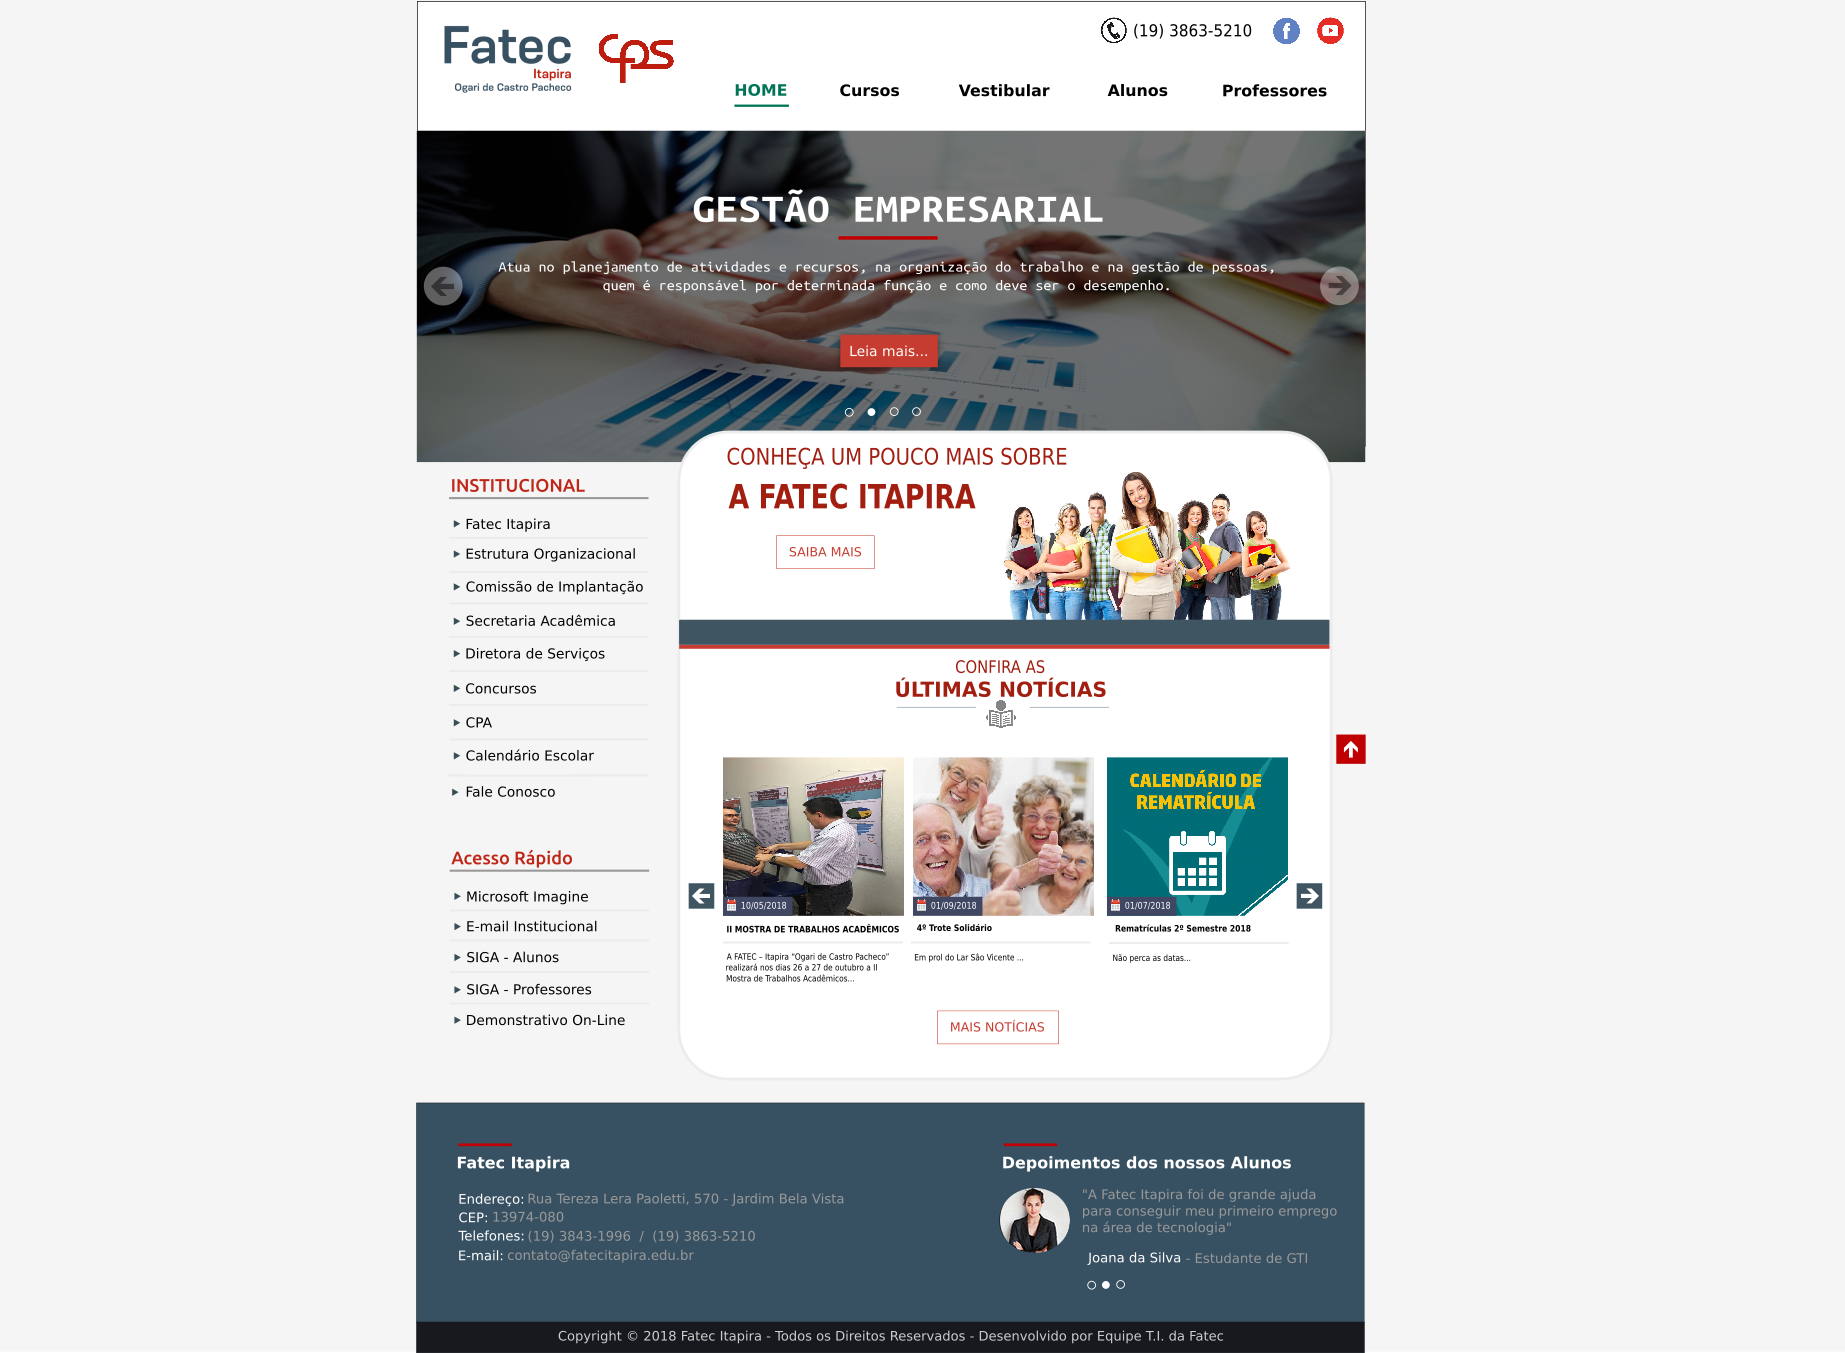 Fatec
Itapira
Ogari de Castro Pacheco
cps
(19) 3863-5210
HOME Cursos Vestibular Alunos Professores
GESTÃO EMPRESARIAL
Atua no planejamento de atividades e recursos, na organização do trabalho e na gestão de pessoas,
quem é responsável por determinada função e como deve ser o desempenho.
Leia mais...
INSTITUCIONAL
Fatec Itapira
Estrutura Organizacional
Comissão de Implantação
Secretaria Acadêmica
Diretora de Serviços
Concursos
CPA
Calendário Escolar
Fale Conosco
Acesso Rápido
Microsoft Imagine
E-mail Institucional
SIGA - Alunos
SIGA - Professores
Demonstrativo On-Line
CONHEÇA UM POUCO MAIS SOBRE
A FATEC ITAPIRA
SAIBA MAIS
CONFIRA AS
ÚLTIMAS NOTÍCIAS
10/05/2018
II MOSTRA DE TRABALHOS ACADÊMICOS
A FATEC – Itapira “Ogari de Castro Pacheco”
realizará nos dias 26 a 27 de outubro a II
Mostra de Trabalhos Acadêmicos...
01/09/2018
4º Trote Solidário
Em prol do Lar São Vicente ...
CALENDÁRIO DE
REMATRÍCULA
01/07/2018
Rematrículas 2º Semestre 2018
Não perca as datas...
MAIS NOTÍCIAS
Fatec Itapira
Endereço: Rua Tereza Lera Paoletti, 570 - Jardim Bela Vista
CEP: 13974-080
Telefones: (19) 3843-1996 / (19) 3863-5210
E-mail: contato@fatecitapira.edu.br
Depoimentos dos nossos Alunos
"A Fatec Itapira foi de grande ajuda
para conseguir meu primeiro emprego
na área de tecnologia"
Joana da Silva - Estudante de GTI
Copyright © 2018 Fatec Itapira - Todos os Direitos Reservados - Desenvolvido por Equipe T.I. da Fatec